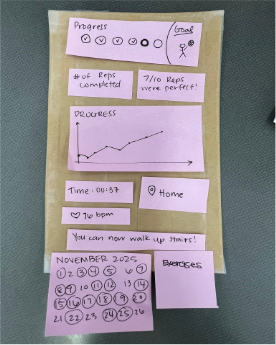 Progress
Goal
# of Reps
completed
7/10 Reps
were perfect!
PROGRESS
Time: 00:37
Home
76 bpm
You can now walk up stairs!
NOVEMBER 2025
1 2 3 4 5 6 7
8 9 10 11 12 13 14
15 16 17 18 19 20
21 22 23 24 25 26
Exercises